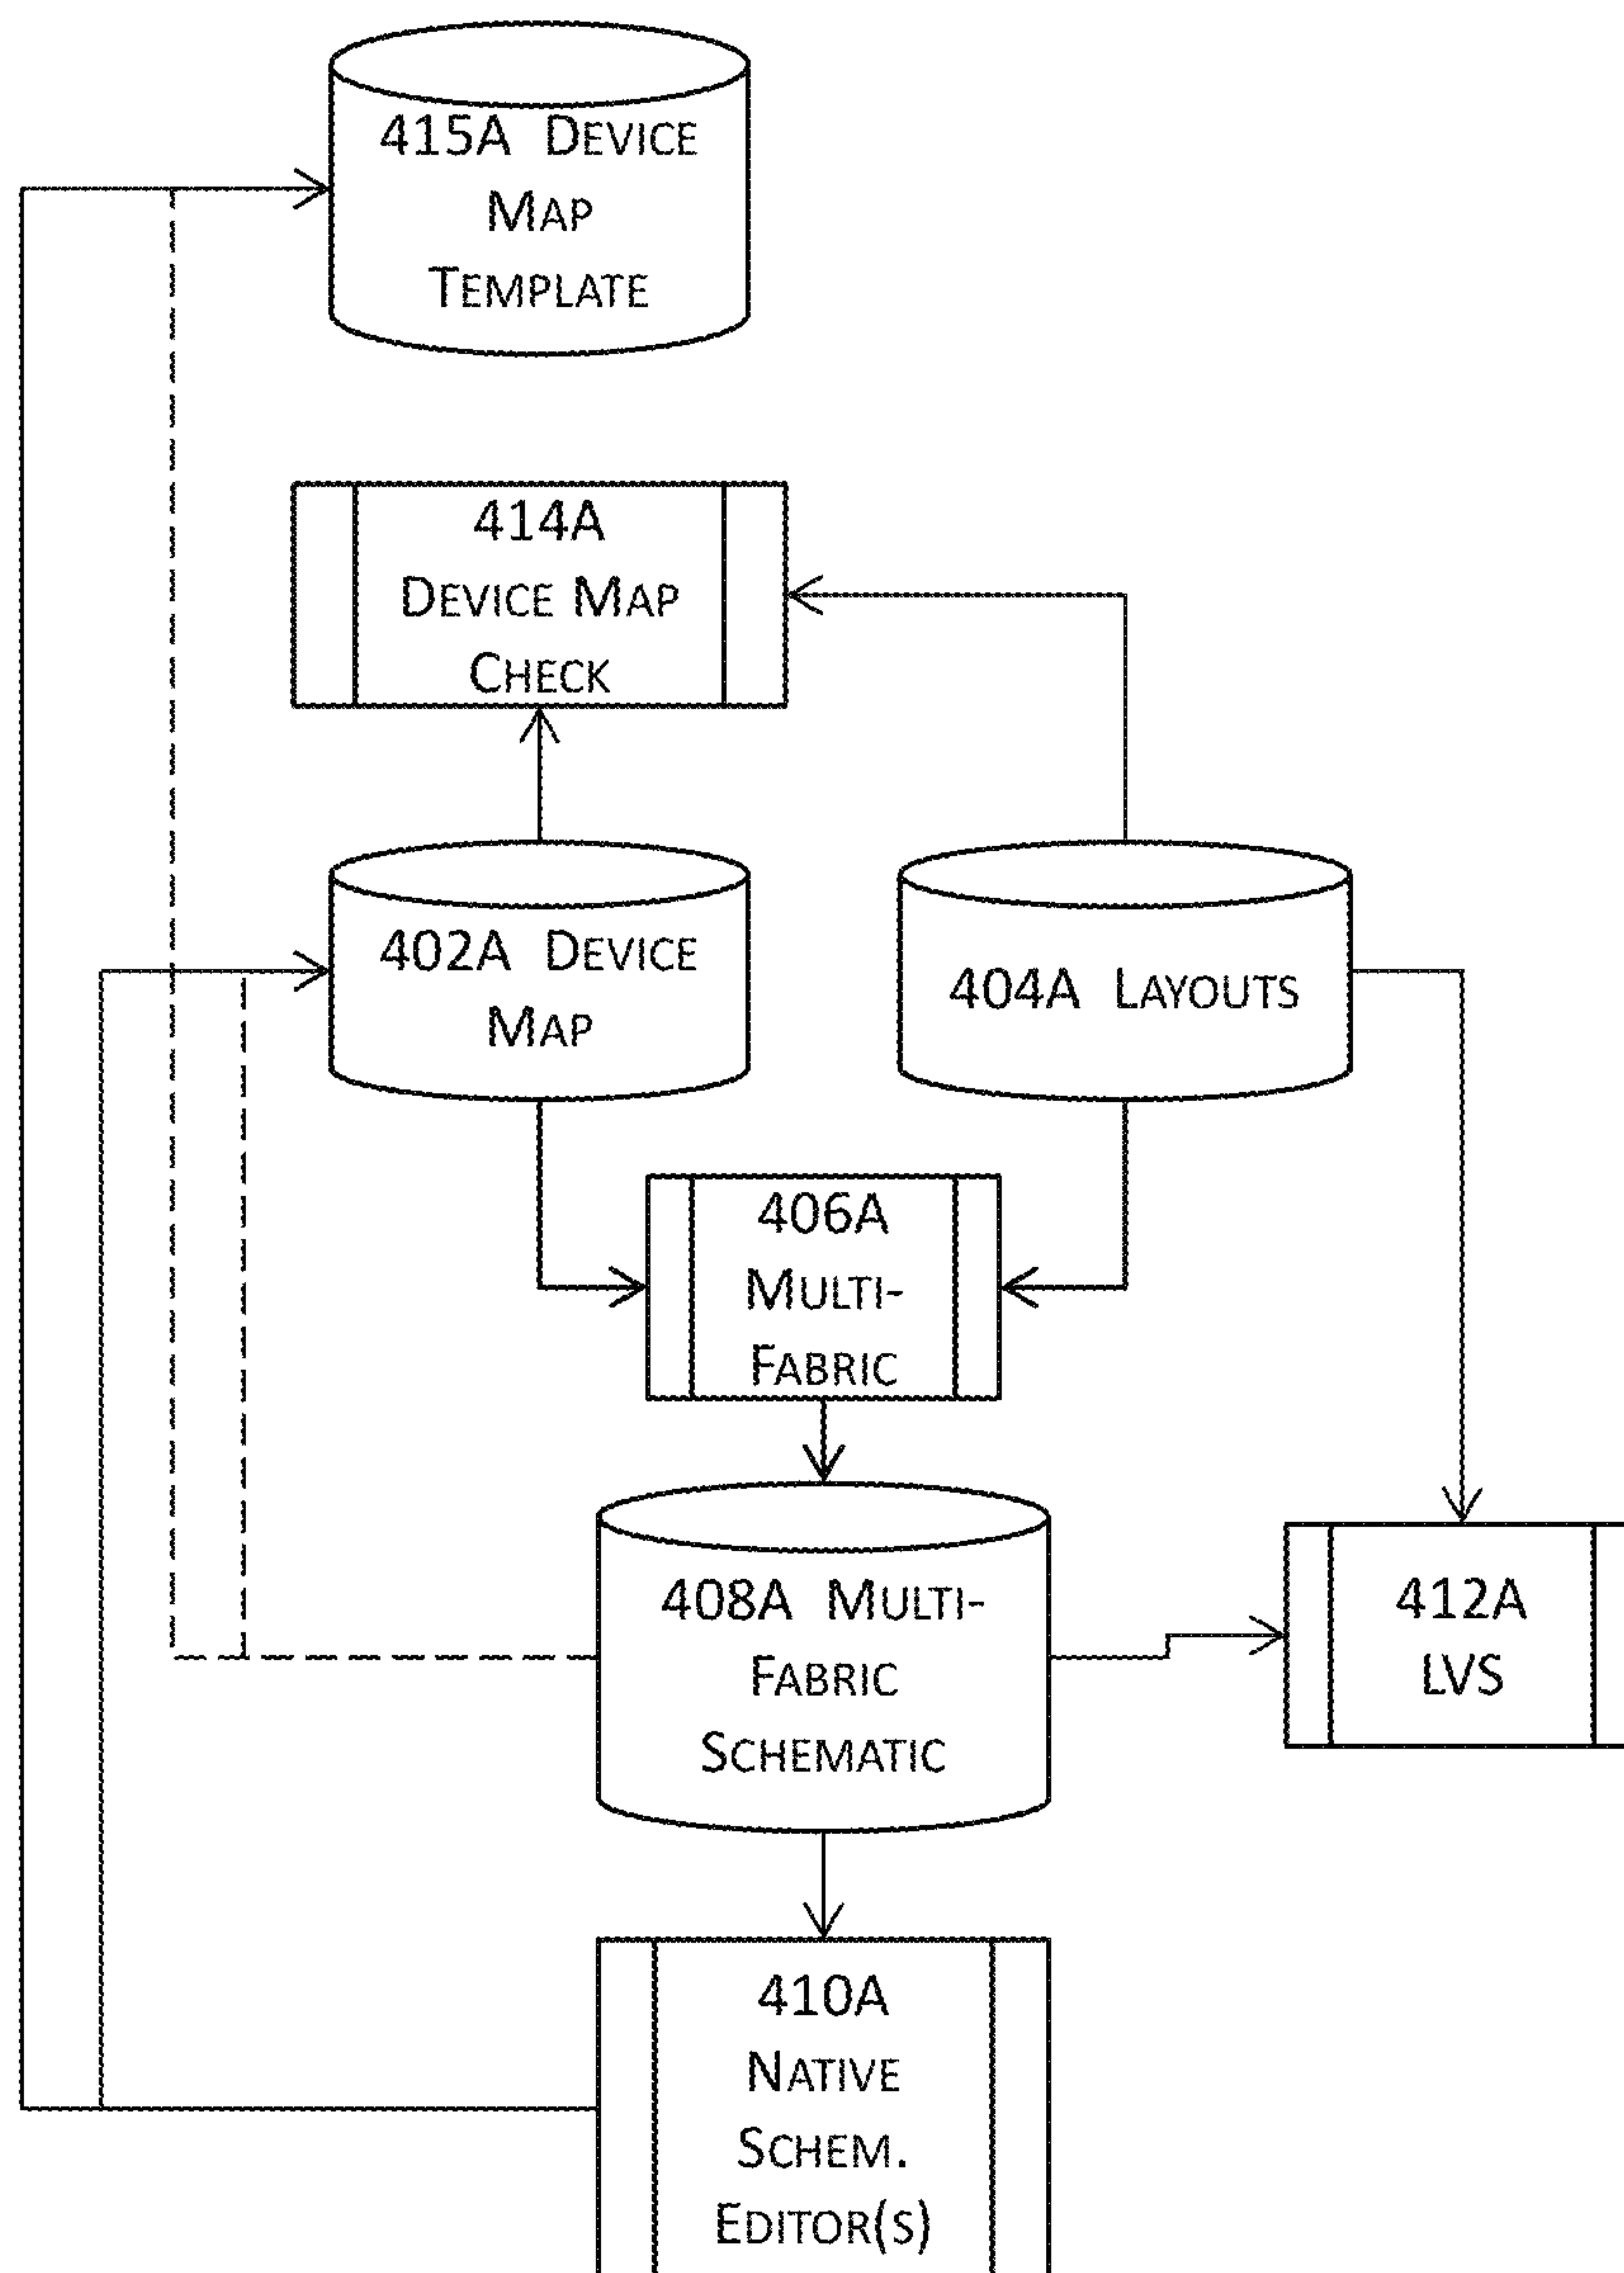 415A DEVICE
MAP
TEMPLATE
414A
DEVICE MAP
CHECK
402A DEVICE
MAP
404A LAYOUTS
406A
MULTI-
FABRIC
408A MULTI-
FABRIC
SCHEMATIC
412A
LVS
410A
NATIVE
SCHEM.
EDITOR(S)